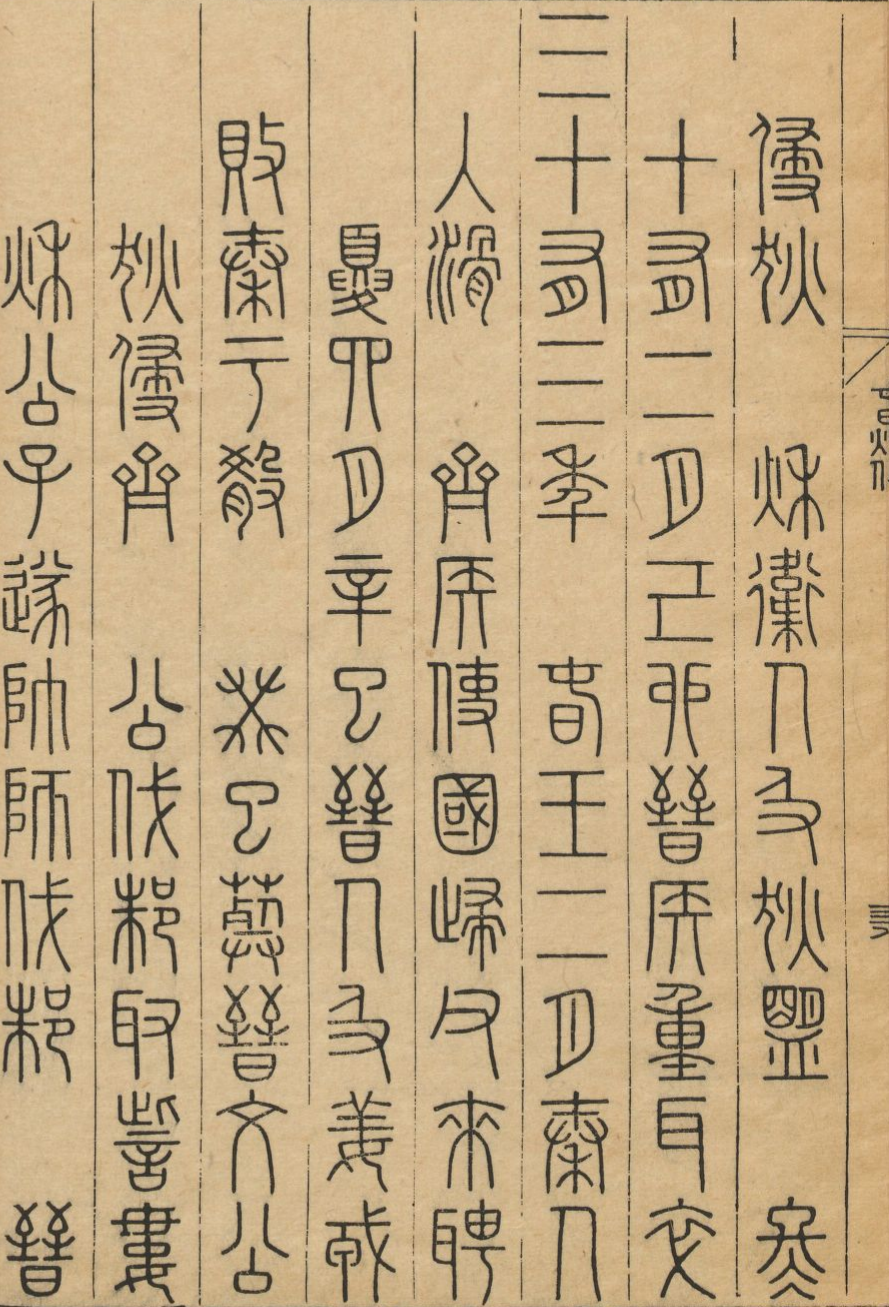 侵狄　秋衛人及狄盟　冬
十有二月己卯晉侯重耳卒
三十有三年　春王二月秦人
入滑　齊侯使國歸父來聘
夏四月辛巳晉人及姜戎
敗秦于殽　癸巳葬晉文公
狄侵齊　公伐邾取訾婁
秋公子遂帥師伐邾　晉